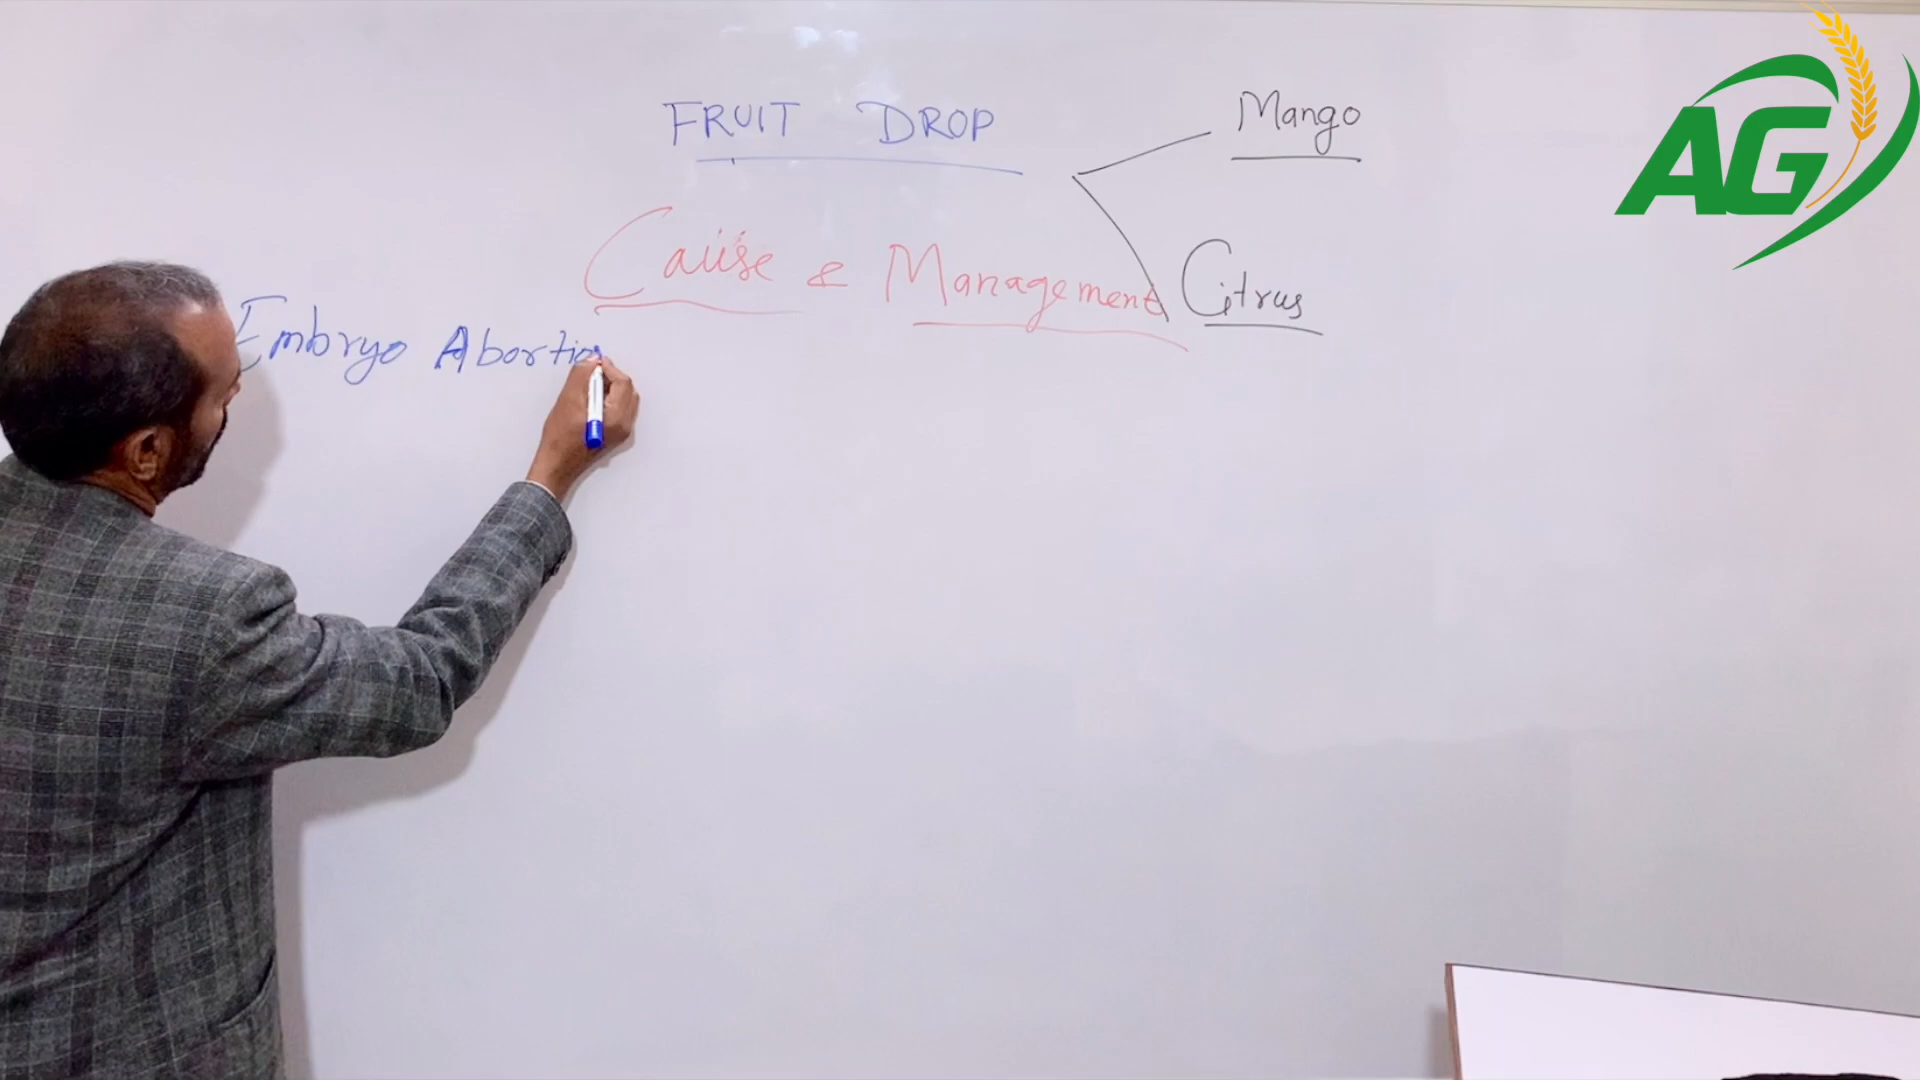 FRUIT DROP
Mango
Cause & Management
Citrus
Embryo Abortion
AG